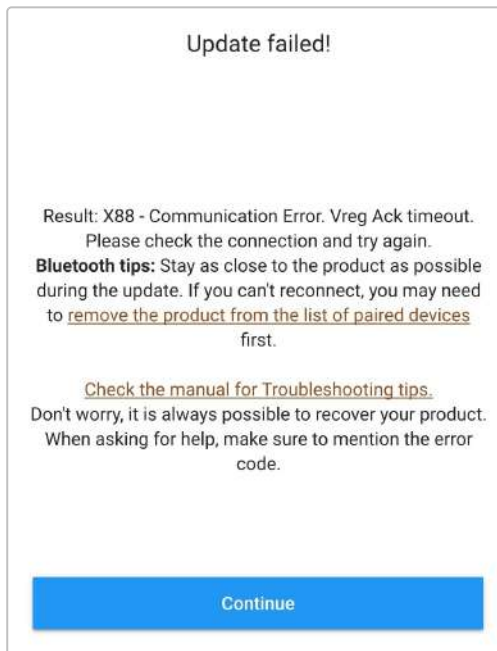 Update failed!
Result: X88 - Communication Error. Vreg Ack timeout.
Please check the connection and try again.
Bluetooth tips: Stay as close to the product as possible
during the update. If you can't reconnect, you may need
to remove the product from the list of paired devices
first.
Check the manual for Troubleshooting tips.
Don't worry, it is always possible to recover your product.
When asking for help, make sure to mention the error
code.
Continue